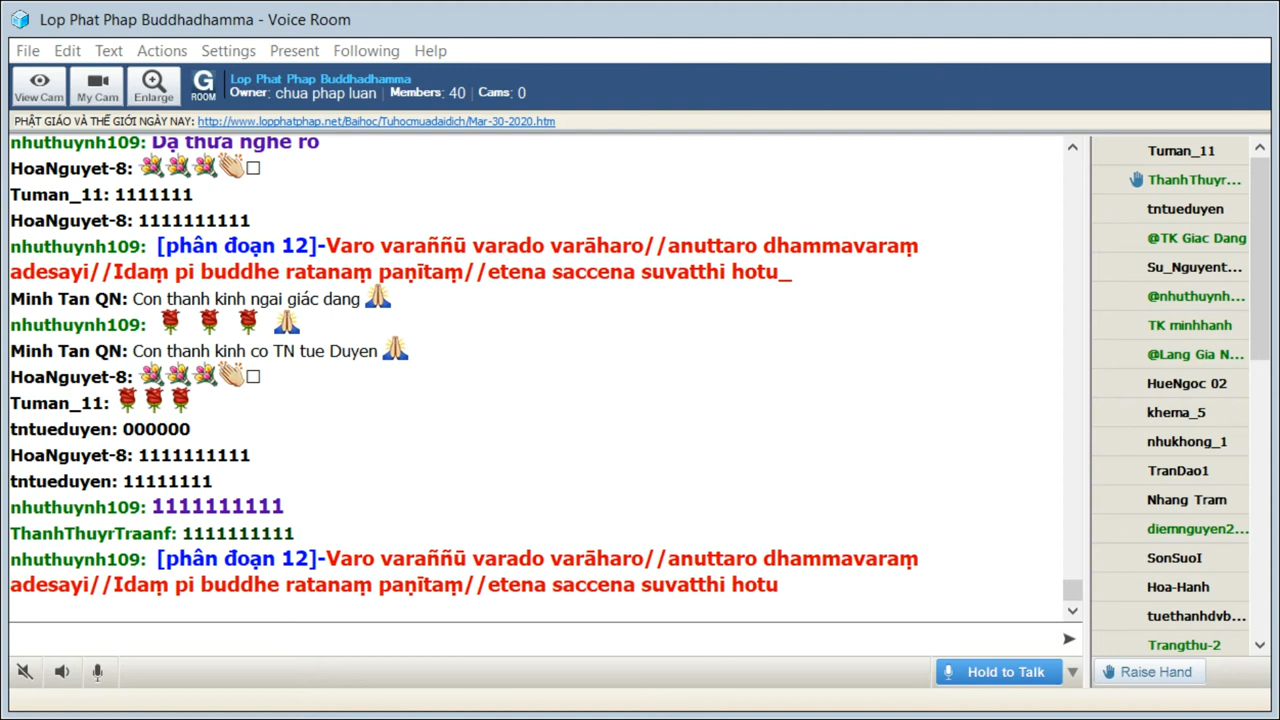 Lop Phat Phap Buddhadhamma - Voice Room
File Edit Text Actions Settings Present Following Help
View Cam My Cam Enlarge G ROOM
Lop Phat Phap Buddhadhamma
Owner: chua phap luan | Members: 40 | Cams: 0
PHẬT GIÁO VÀ THẾ GIỚI NGÀY NAY: http://www.lopphatphap.net/Baihoc/Tuhocmuadaidich/Mar-30-2020.htm
nhuthuynh109: Dạ thưa nghe rõ
HoaNguyet-8:
Tuman_11: 1111111
HoaNguyet-8: 1111111111
nhuthuynh109: [phân đoạn 12]-Varo varaññū varado varāharo//anuttaro dhammavaraṃ
adesayi//Idaṃ pi buddhe ratanaṃ paṇītaṃ//etena saccena suvatthi hotu_
Minh Tan QN: Con thanh kinh ngai giác dang
nhuthuynh109:
Minh Tan QN: Con thanh kinh co TN tue Duyen
HoaNguyet-8:
Tuman_11:
tntueduyen: 000000
HoaNguyet-8: 1111111111
tntueduyen: 11111111
nhuthuynh109: 1111111111
ThanhThuyrTraanf: 1111111111
nhuthuynh109: [phân đoạn 12]-Varo varaññū varado varāharo//anuttaro dhammavaraṃ
adesayi//Idaṃ pi buddhe ratanaṃ paṇītaṃ//etena saccena suvatthi hotu
Tuman_11
ThanhThuyr...
tntueduyen
@TK Giac Dang
Su_Nguyent...
@nhuthuynh...
TK minhhanh
@Lang Gia N...
HueNgoc 02
khema_5
nhukhong_1
TranDao1
Nhang Tram
diemnguyen2...
SonSuoI
Hoa-Hanh
tuethanhdvb...
Trangthu-2
Hold to Talk
Raise Hand